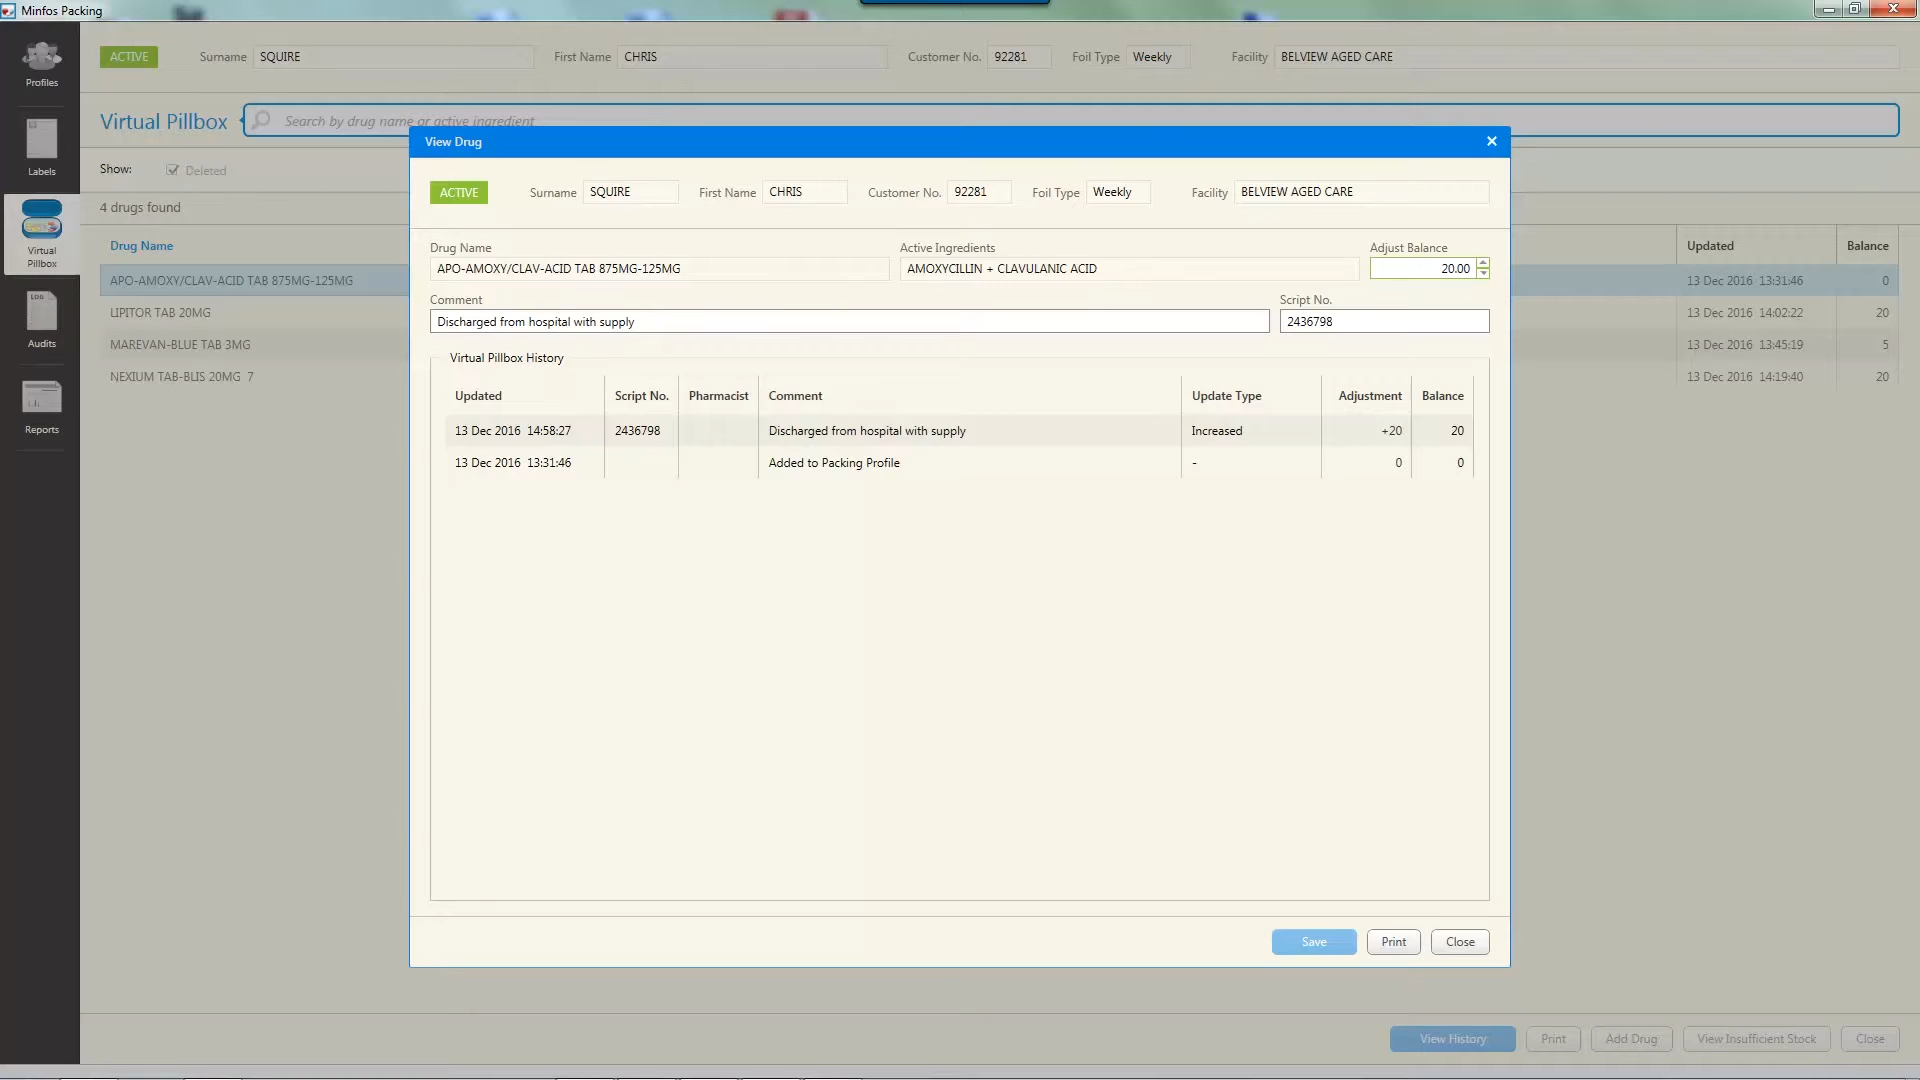 Minfos Packing
ACTIVE Surname SQUIRE First Name CHRIS Customer No. 92281 Foil Type Weekly Facility BELVIEW AGED CARE
Profiles
Virtual Pillbox Search by drug name or active ingredient
Labels
Show: Deleted
4 drugs found
Virtual
Pillbox
Drug Name Updated Balance
APO-AMOXY/CLAV-ACID TAB 875MG-125MG 13 Dec 2016 13:31:46 0
LIPITOR TAB 20MG 13 Dec 2016 14:02:22 20
MAREVAN-BLUE TAB 3MG 13 Dec 2016 13:45:19 5
NEXIUM TAB-BLIS 20MG 7 13 Dec 2016 14:19:40 20
LOG
Audits
Reports
View Drug
ACTIVE Surname SQUIRE First Name CHRIS Customer No. 92281 Foil Type Weekly Facility BELVIEW AGED CARE
Drug Name Active Ingredients Adjust Balance
APO-AMOXY/CLAV-ACID TAB 875MG-125MG AMOXYCILLIN + CLAVULANIC ACID 20.00
Comment Script No.
Discharged from hospital with supply 2436798
Virtual Pillbox History
Updated Script No. Pharmacist Comment Update Type Adjustment Balance
13 Dec 2016 14:58:27 2436798 Discharged from hospital with supply Increased +20 20
13 Dec 2016 13:31:46 Added to Packing Profile - 0 0
Save Print Close
View History Print Add Drug View Insufficient Stock Close